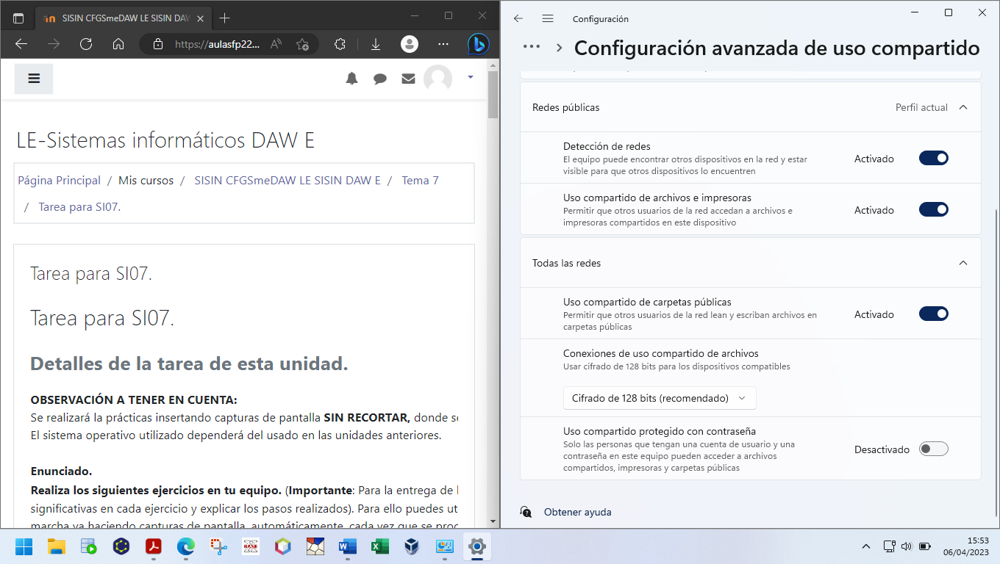 SISIN CFGSmeDAW LE SISIN DAW
https://aulasfp22...
LE-Sistemas informáticos DAW E
Página Principal / Mis cursos / SISIN CFGSmeDAW LE SISIN DAW E / Tema 7
/ Tarea para SI07.
Tarea para SI07.
Tarea para SI07.
Detalles de la tarea de esta unidad.
OBSERVACIÓN A TENER EN CUENTA:
Se realizará la prácticas insertando capturas de pantalla SIN RECORTAR, donde
El sistema operativo utilizado dependerá del usado en las unidades anteriores.
Enunciado.
Realiza los siguientes ejercicios en tu equipo. (Importante: Para la entrega de
significativas en cada ejercicio y explicar los pasos realizados). Para ello puedes ut
marcha ya haciendo capturas de pantalla, automáticamente, cada vez que se
Configuración
Configuración avanzada de uso compartido
Redes públicas
Perfil actual
Detección de redes
El equipo puede encontrar otros dispositivos en la red y estar
visible para que otros dispositivos lo encuentren
Activado
Uso compartido de archivos e impresoras
Permitir que otros usuarios de la red accedan a archivos e
impresoras compartidos en este dispositivo
Activado
Todas las redes
Uso compartido de carpetas públicas
Permitir que otros usuarios de la red lean y escriban archivos en
carpetas públicas
Activado
Conexiones de uso compartido de archivos
Usar cifrado de 128 bits para los dispositivos compatibles
Cifrado de 128 bits (recomendado)
Uso compartido protegido con contraseña
Solo las personas que tengan una cuenta de usuario y una
contraseña en este equipo pueden acceder a archivos
compartidos, impresoras y carpetas públicas
Desactivado
Obtener ayuda
15:53
06/04/2023